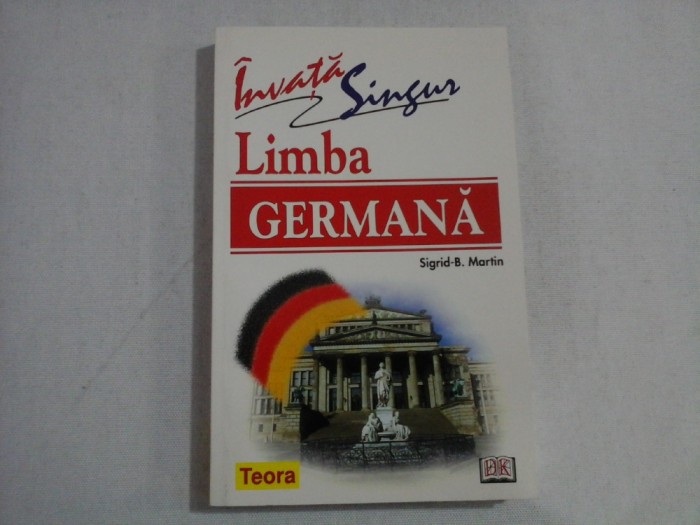 Învață
Singur
Limba
GERMANĂ
Sigrid-B. Martin
Teora
DK